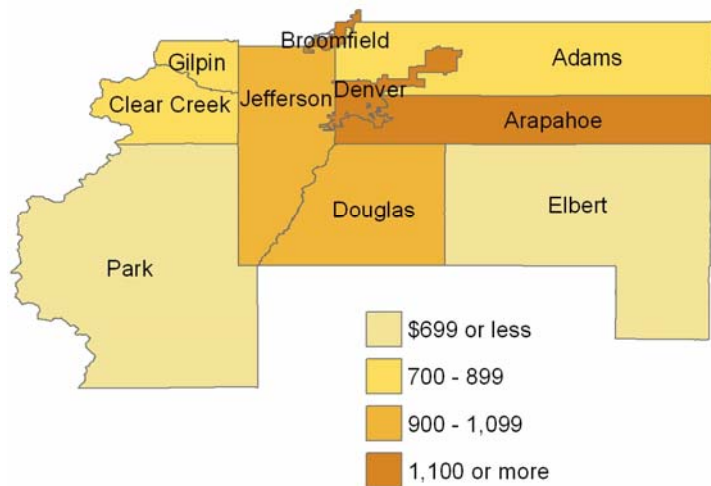 Broomfield
Gilpin
Adams
Clear Creek
Jefferson
Denver
Arapahoe
Douglas
Elbert
Park
$699 or less
700 - 899
900 - 1,099
1,100 or more